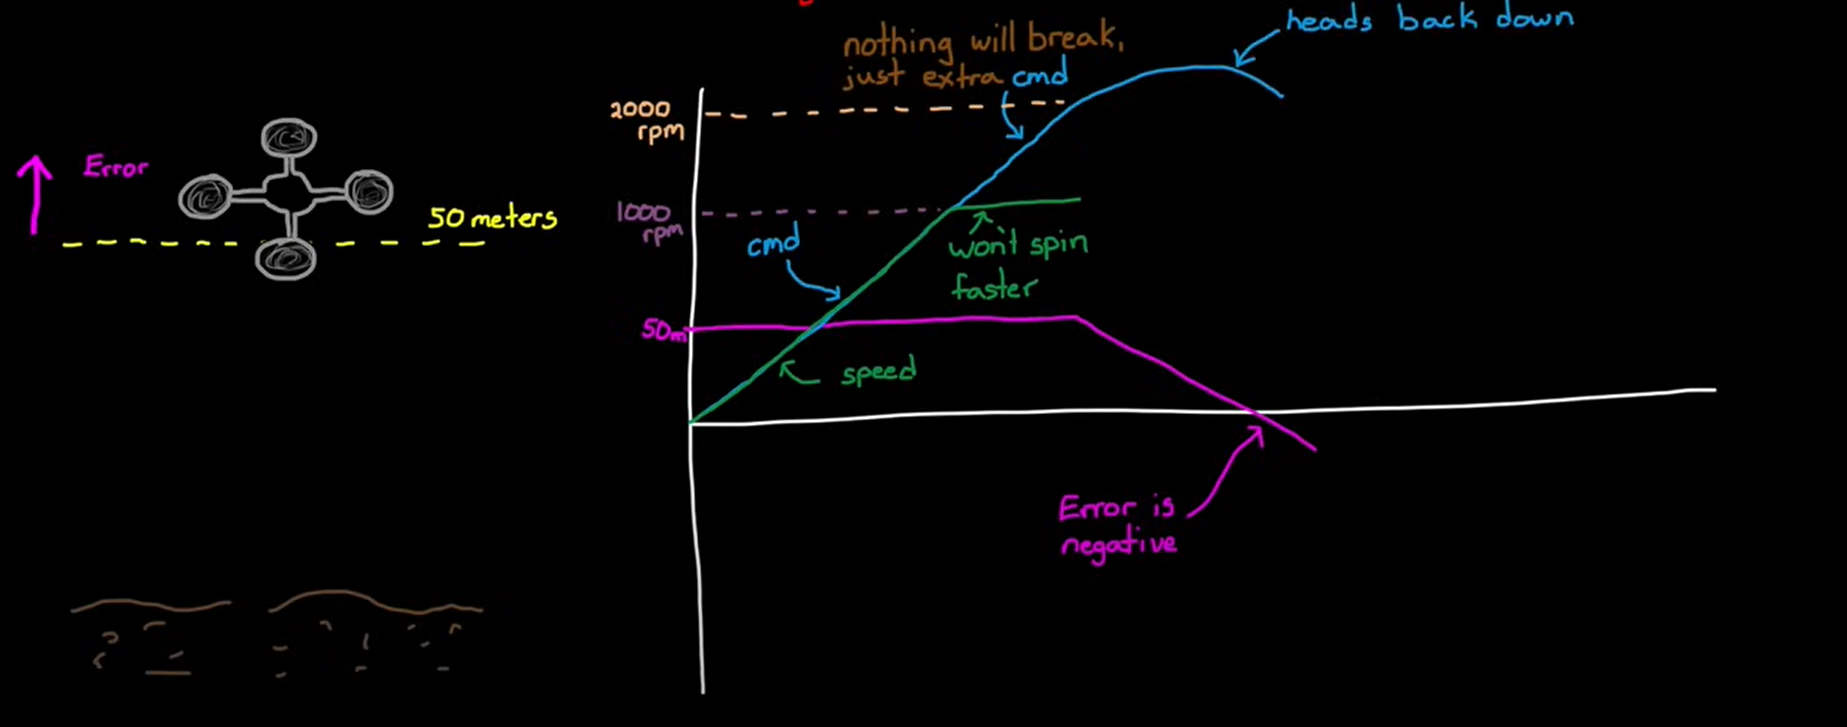 heads back down
nothing will break,
just extra cmd
2000
rpm
Error
50 meters
1000
rpm
cmd
won't spin
faster
50m
speed
Error is
negative